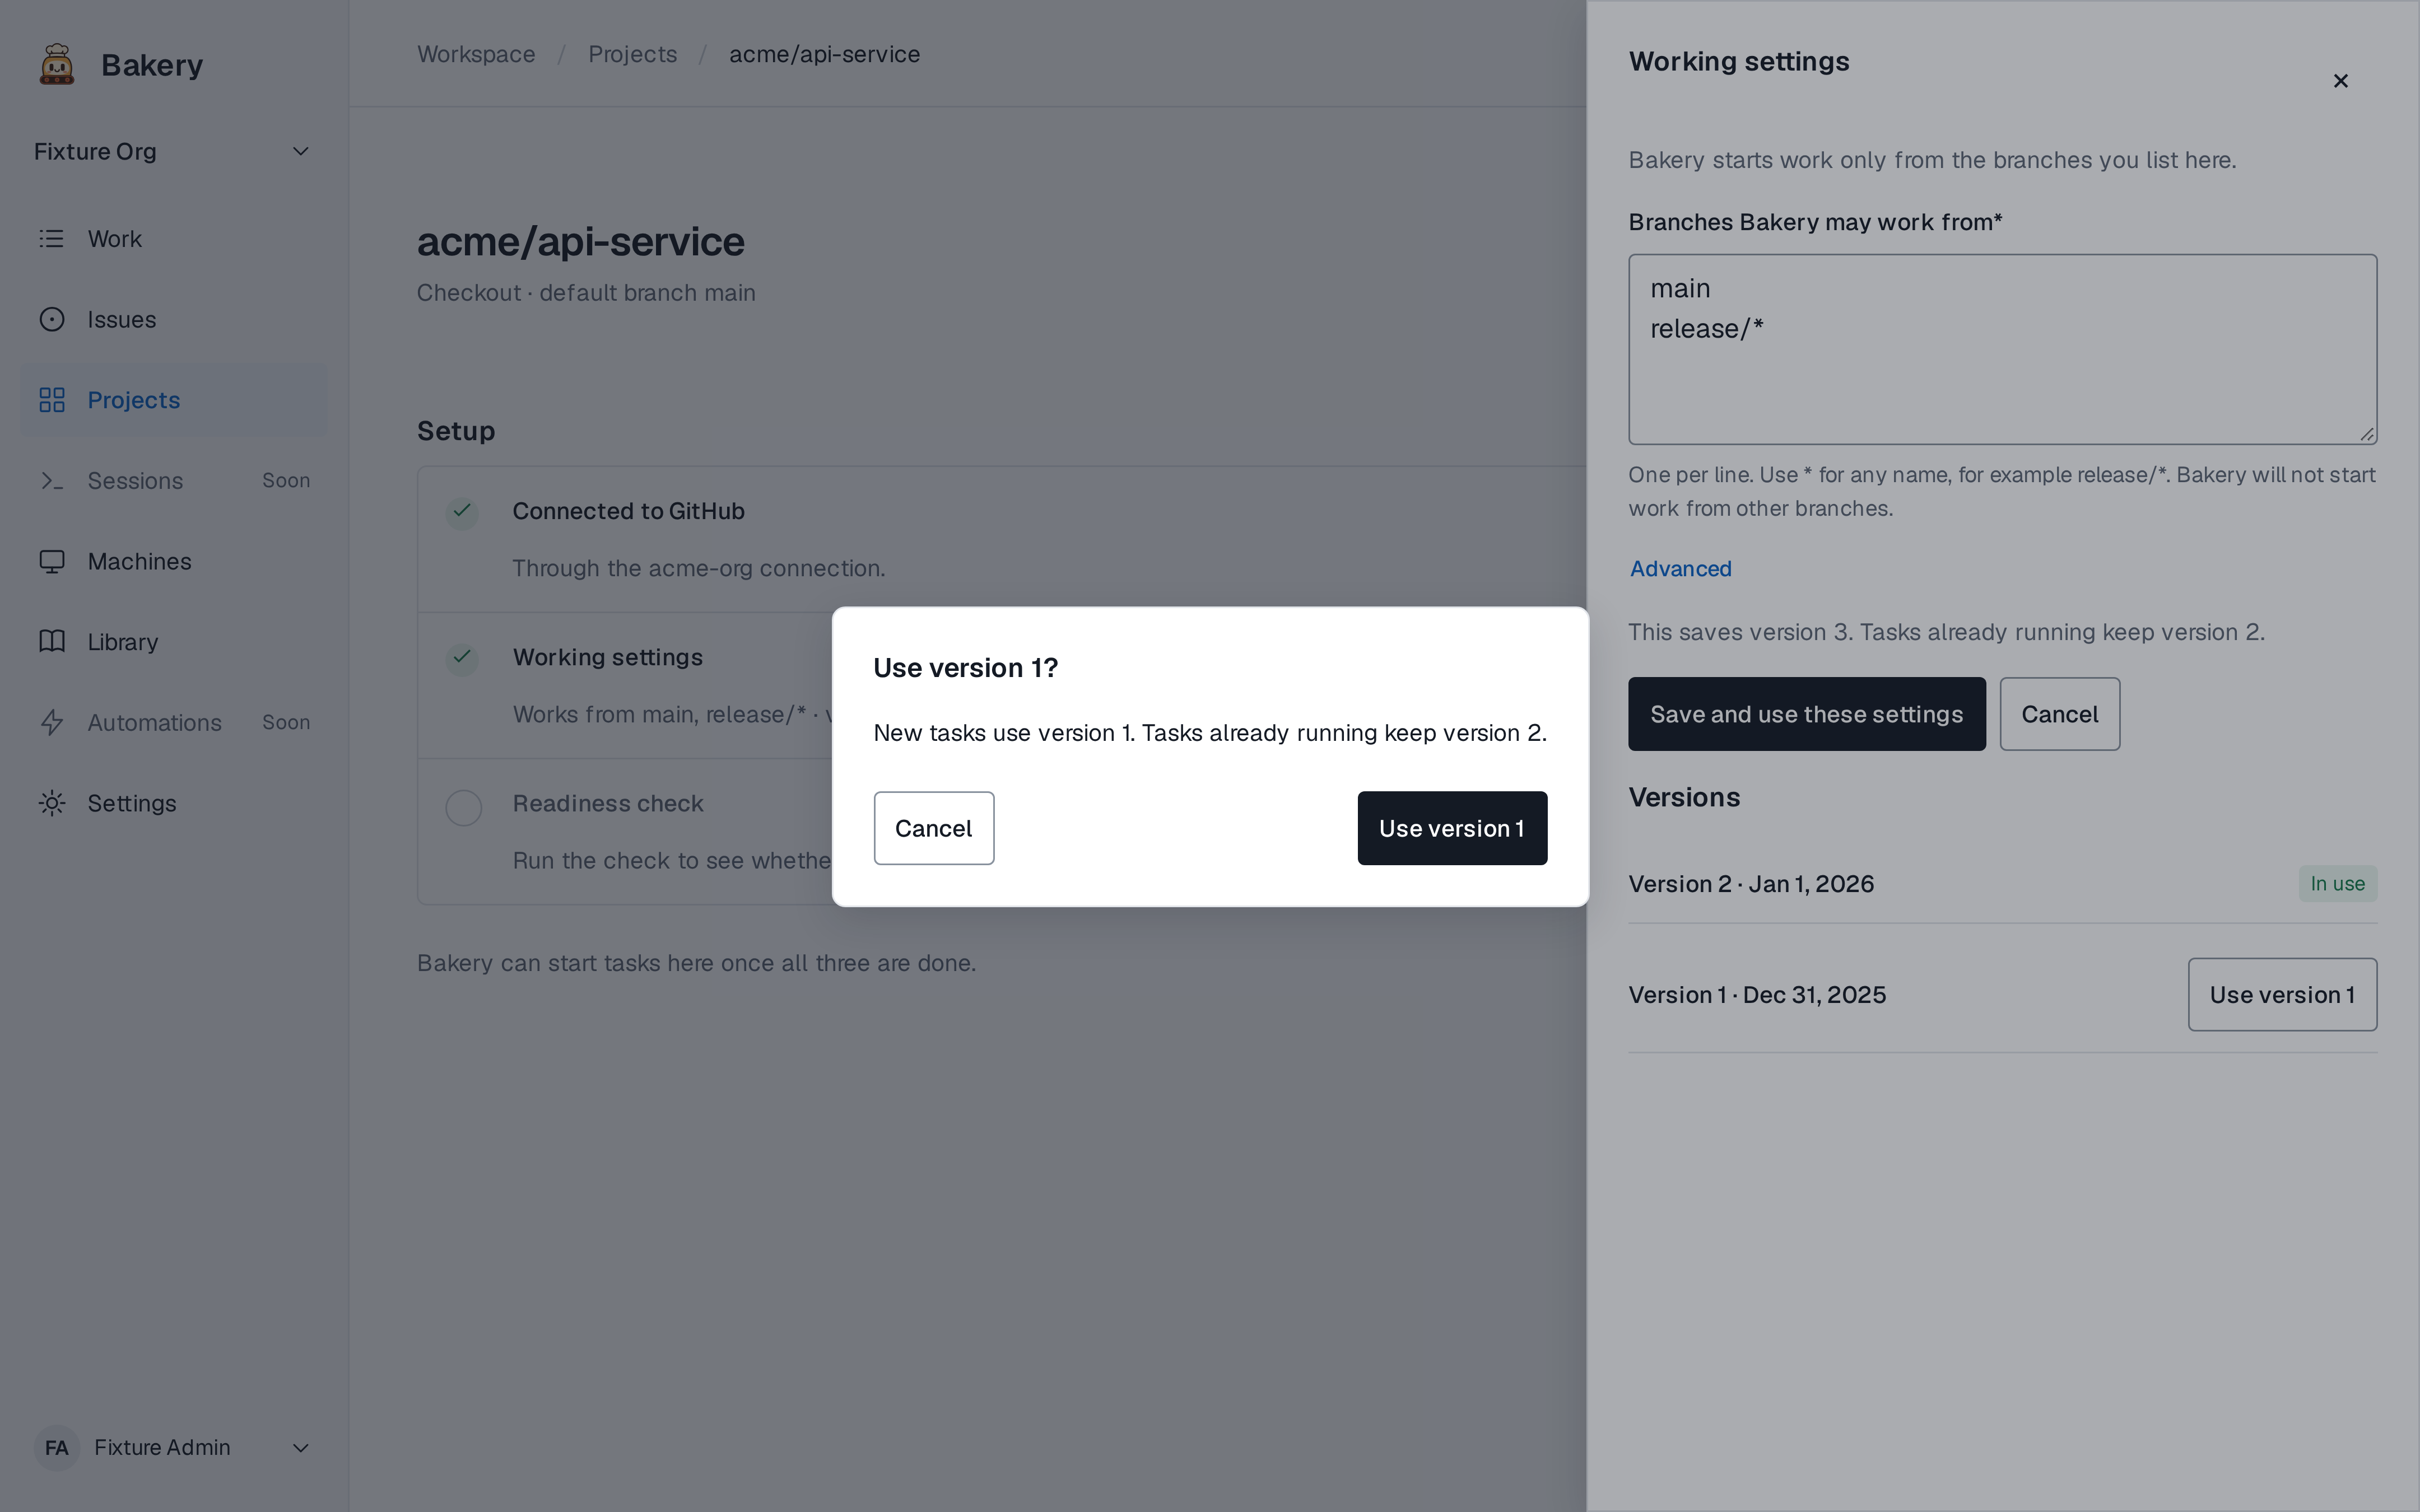 Bakery
Fixture Org
Work
Issues
Projects
Sessions Soon
Machines
Library
Automations Soon
Settings
FA Fixture Admin
Workspace / Projects / acme/api-service
acme/api-service
Checkout · default branch main
Setup
Connected to GitHub
Through the acme-org connection.
Working settings
Works from main, release/* ·
Readiness check
Run the check to see
Bakery can start tasks here once all three are done.
Use version 1?
New tasks use version 1. Tasks already running keep version 2.
Cancel
Use version 1
Working settings
Bakery starts work only from the branches you list here.
Branches Bakery may work from*
main
release/*
One per line. Use * for any name, for example release/*. Bakery will not start
work from other branches.
Advanced
This saves version 3. Tasks already running keep version 2.
Save and use these settings
Cancel
Versions
Version 2 · Jan 1, 2026
In use
Version 1 · Dec 31, 2025
Use version 1